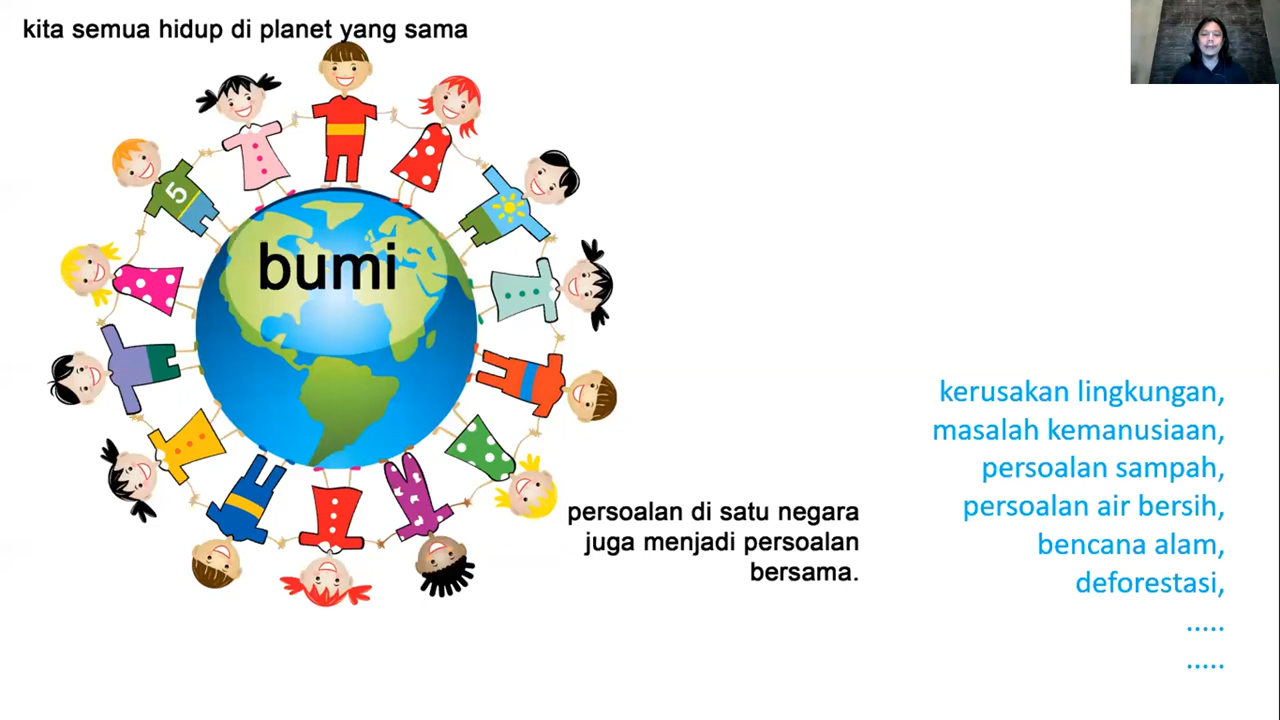 kita semua hidup di planet yang sama
5
bumi
persoalan di satu negara
juga menjadi persoalan
bersama.
kerusakan lingkungan,
masalah kemanusiaan,
persoalan sampah,
persoalan air bersih,
bencana alam,
deforestasi,
.....
.....